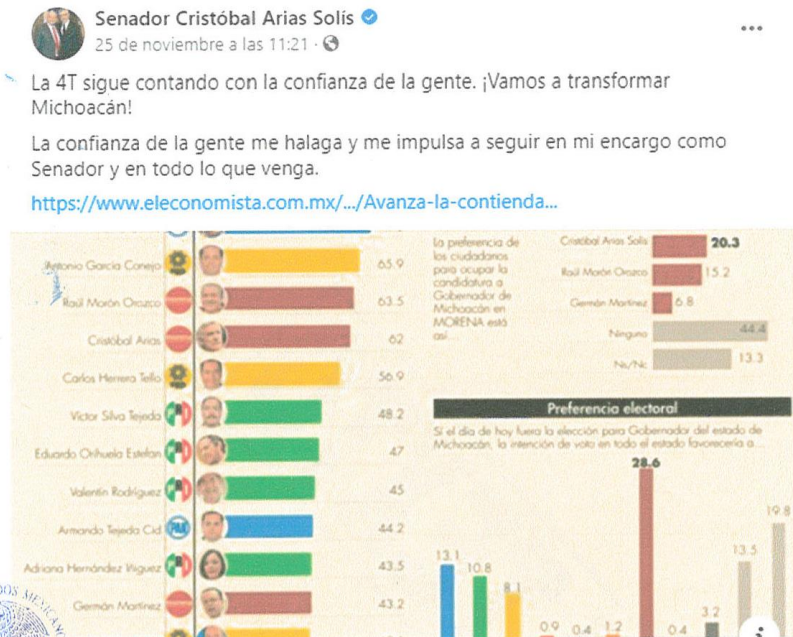 Senador Cristóbal Arias Solís
25 de noviembre a las 11:21 ·
La 4T sigue contando con la confianza de la gente. ¡Vamos a transformar
Michoacán!
La confianza de la gente me halaga y me impulsa a seguir en mi encargo como
Senador y en todo lo que venga.
https://www.eleconomista.com.mx/.../Avanza-la-contienda...
Antonio García Conejo 65.9
Raúl Morón Orozco 63.5
Cristóbal Arias 62
Carlos Herrera Tello 56.9
Víctor Silva Tejeda PRI 48.2
Eduardo Orihuela Estefan PRI 47
Valentín Rodríguez PRI 45
Armando Tejeda Cid PAN 44.2
Adriana Hernández Iñiguez PRI 43.5
Germán Martínez 43.2
La preferencia de
los ciudadanos
para ocupar la
candidatura a
Gobernador de
Michoacán en
MORENA está
así...
Cristóbal Arias Solís 20.3
Raúl Morón Orozco 15.2
Germán Martínez 6.8
Ninguno 44.4
Ns/Nc 13.3
Preferencia electoral
Si el día de hoy fuera la elección para Gobernador del estado de
Michoacán, la intención de voto en todo el estado favorecería a...
13.1 10.8 8.1 0.9 0.4 1.2 28.6 0.4 3.2 13.5 19.8